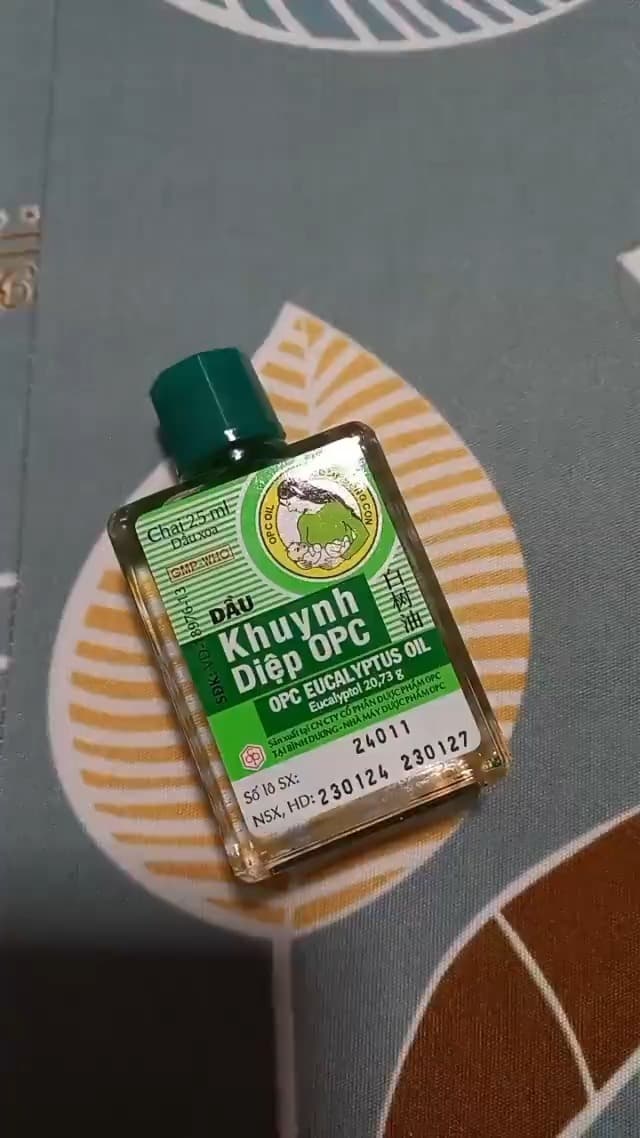 Chai 25 ml
Dầu xoa
GMP-WHO
OPC OIL
CON
DẦU
Khuynh
Diệp OPC
白树油
OPC EUCALYPTUS OIL
Eucalyptol 20,73 g
Sản xuất tại CN CTY CỔ PHẦN DƯỢC PHẨM OPC
TẠI BÌNH DƯƠNG - NHÀ MÁY DƯỢC PHẨM OPC
Số lô SX: 24011
NSX, HD: 230124 230127